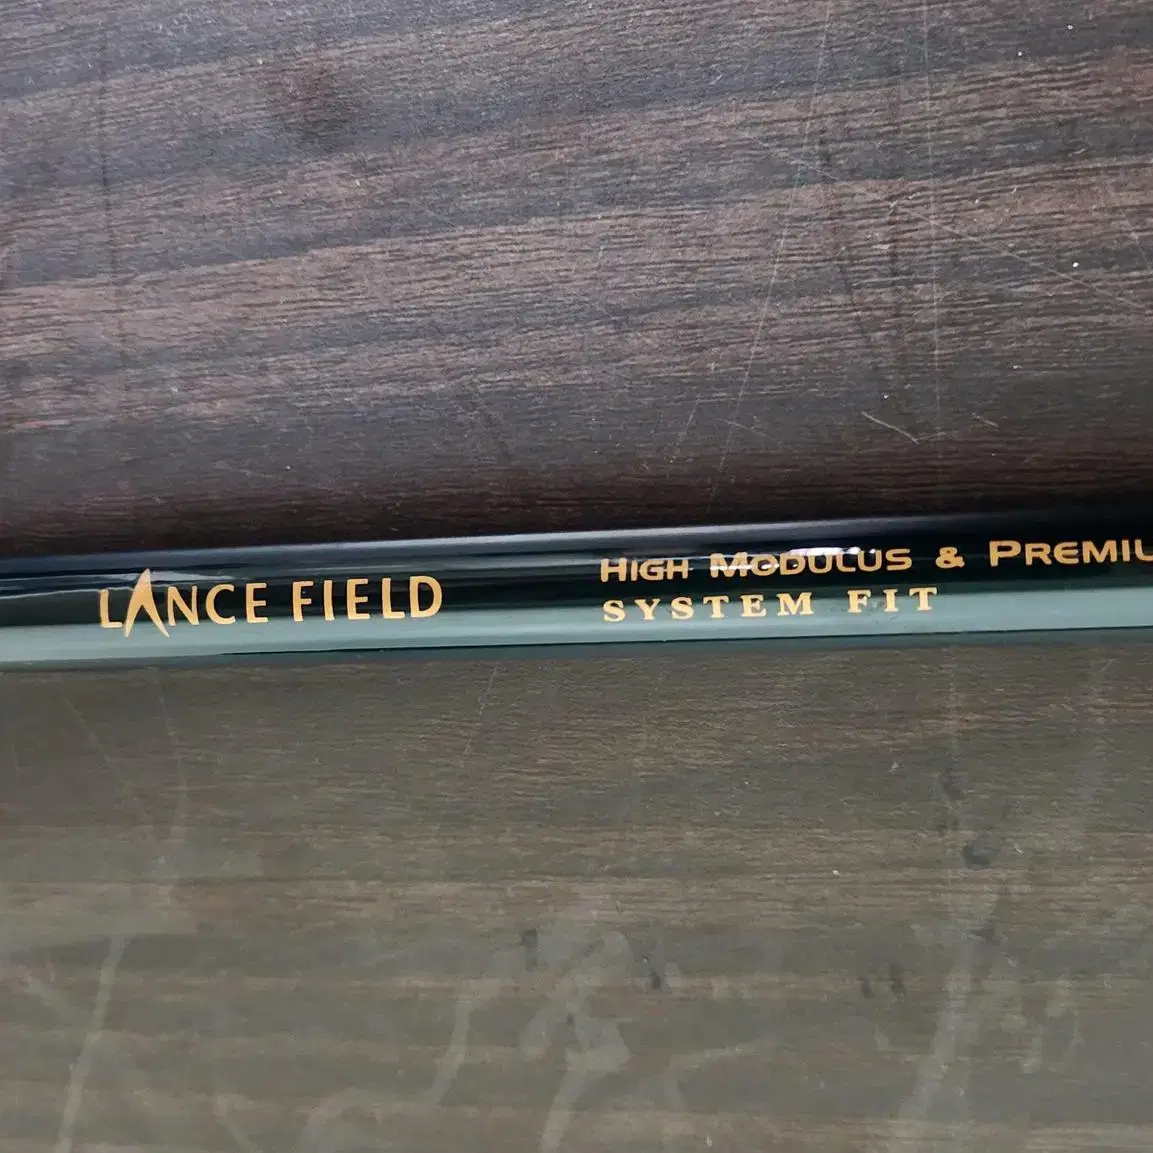 LANCE FIELD
HIGH MODULUS & PREMIU
SYSTEM FIT